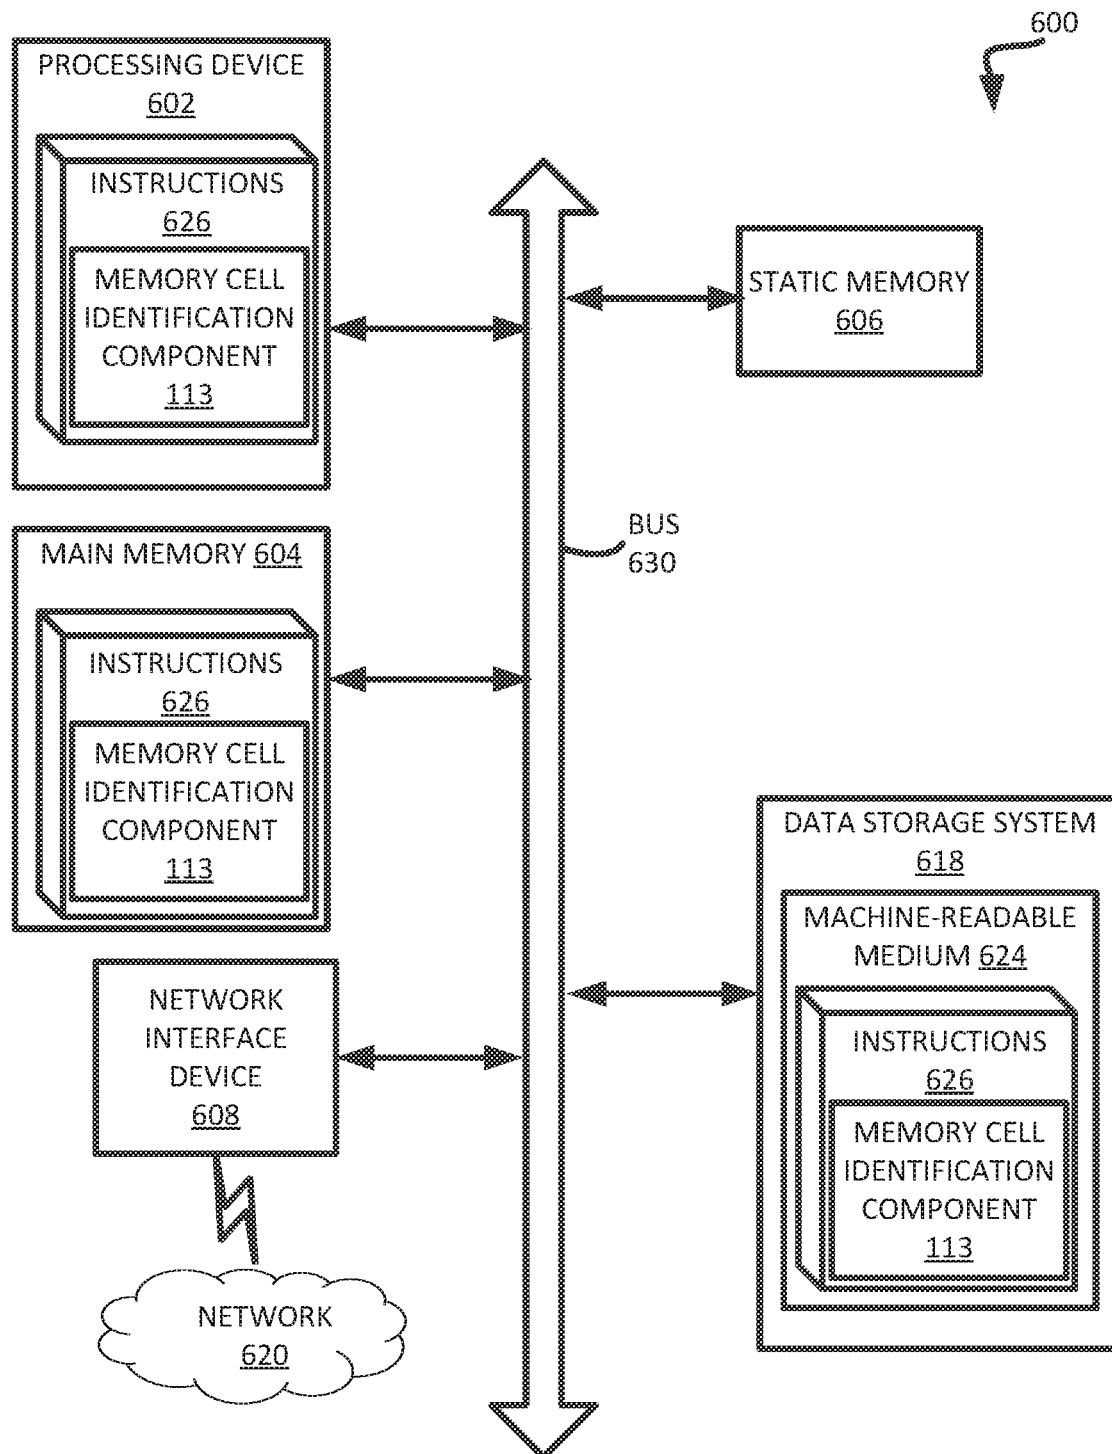 600
PROCESSING DEVICE
602
INSTRUCTIONS
626
MEMORY CELL
IDENTIFICATION
COMPONENT
113
STATIC MEMORY
606
BUS
630
MAIN MEMORY 604
INSTRUCTIONS
626
MEMORY CELL
IDENTIFICATION
COMPONENT
113
DATA STORAGE SYSTEM
618
MACHINE-READABLE
MEDIUM 624
INSTRUCTIONS
626
MEMORY CELL
IDENTIFICATION
COMPONENT
113
NETWORK
INTERFACE
DEVICE
608
NETWORK
620